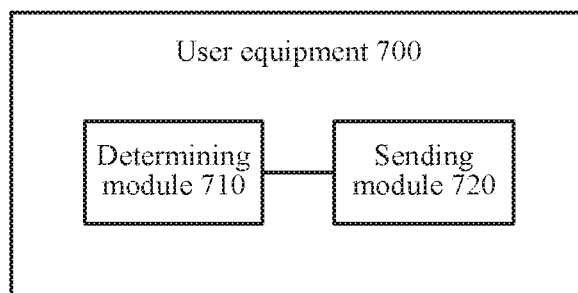 User equipment 700
Determining
module 710
Sending
module 720